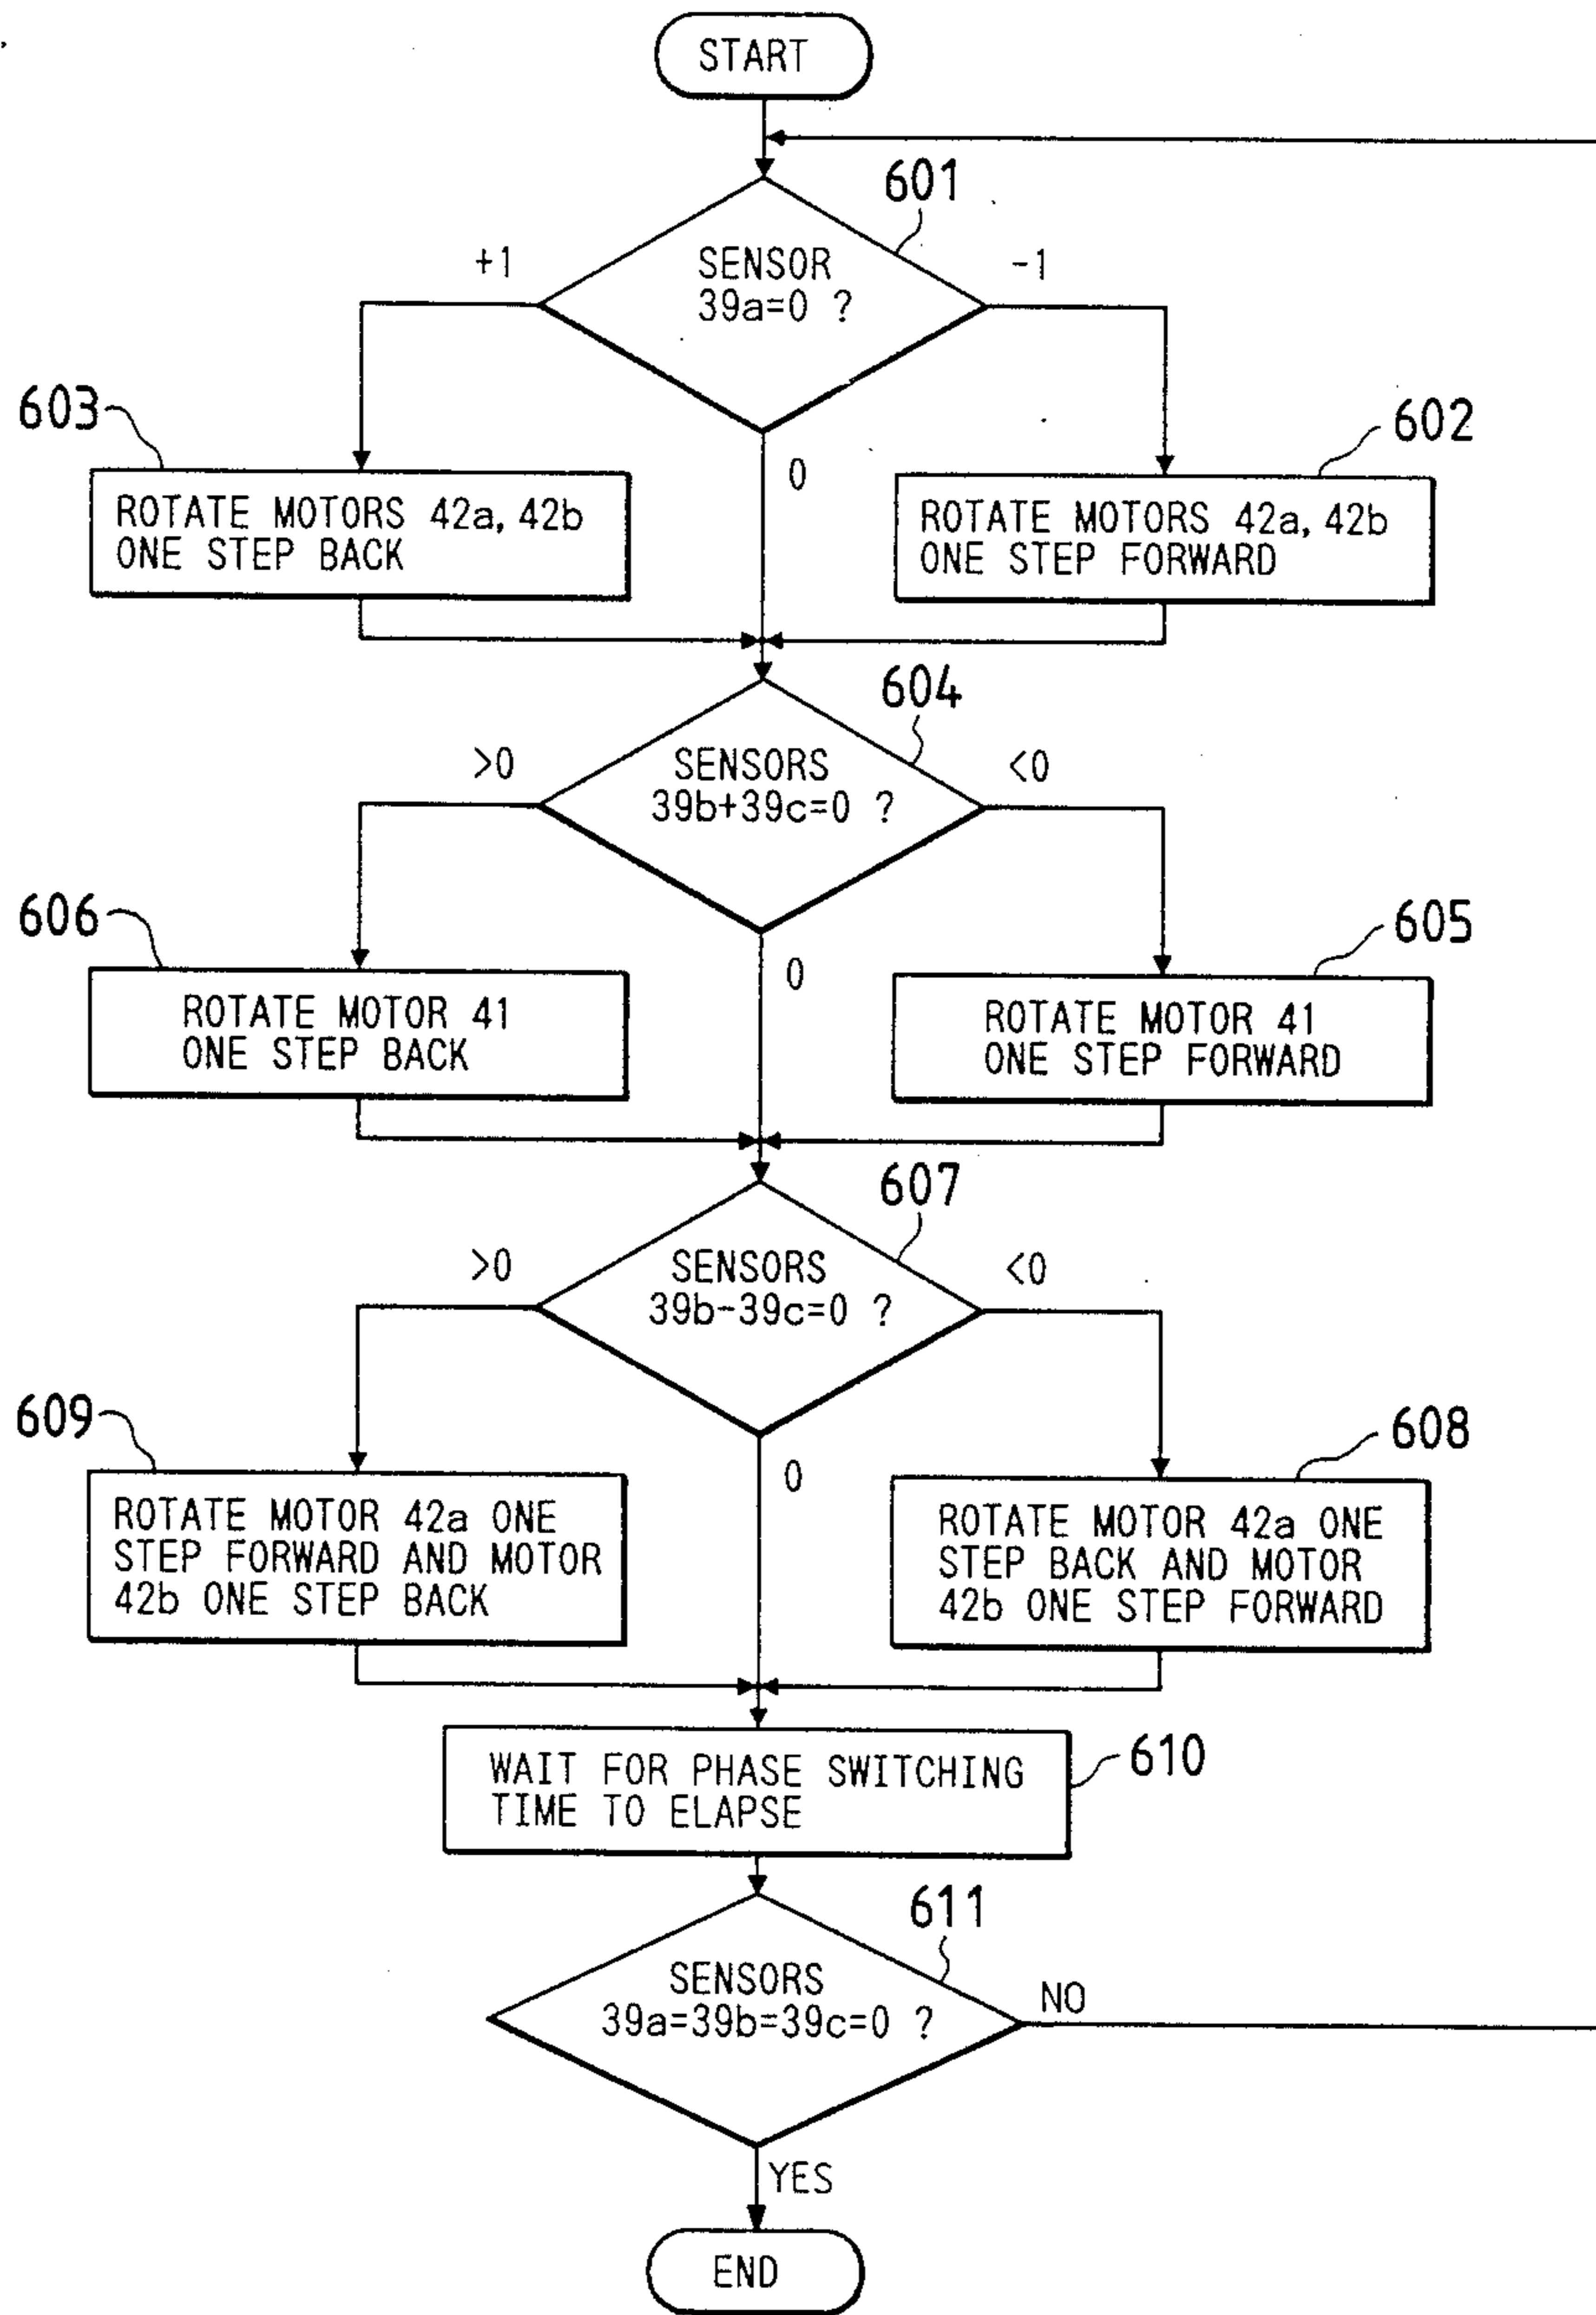 START
601
SENSOR
39a=0 ?
+1
-1
0
603
ROTATE MOTORS 42a, 42b
ONE STEP BACK
602
ROTATE MOTORS 42a, 42b
ONE STEP FORWARD
604
SENSORS
39b+39c=0 ?
>0
<0
0
606
ROTATE MOTOR 41
ONE STEP BACK
605
ROTATE MOTOR 41
ONE STEP FORWARD
607
SENSORS
39b-39c=0 ?
>0
<0
0
609
ROTATE MOTOR 42a ONE
STEP FORWARD AND MOTOR
42b ONE STEP BACK
608
ROTATE MOTOR 42a ONE
STEP BACK AND MOTOR
42b ONE STEP FORWARD
610
WAIT FOR PHASE SWITCHING
TIME TO ELAPSE
611
SENSORS
39a=39b=39c=0 ?
NO
YES
END